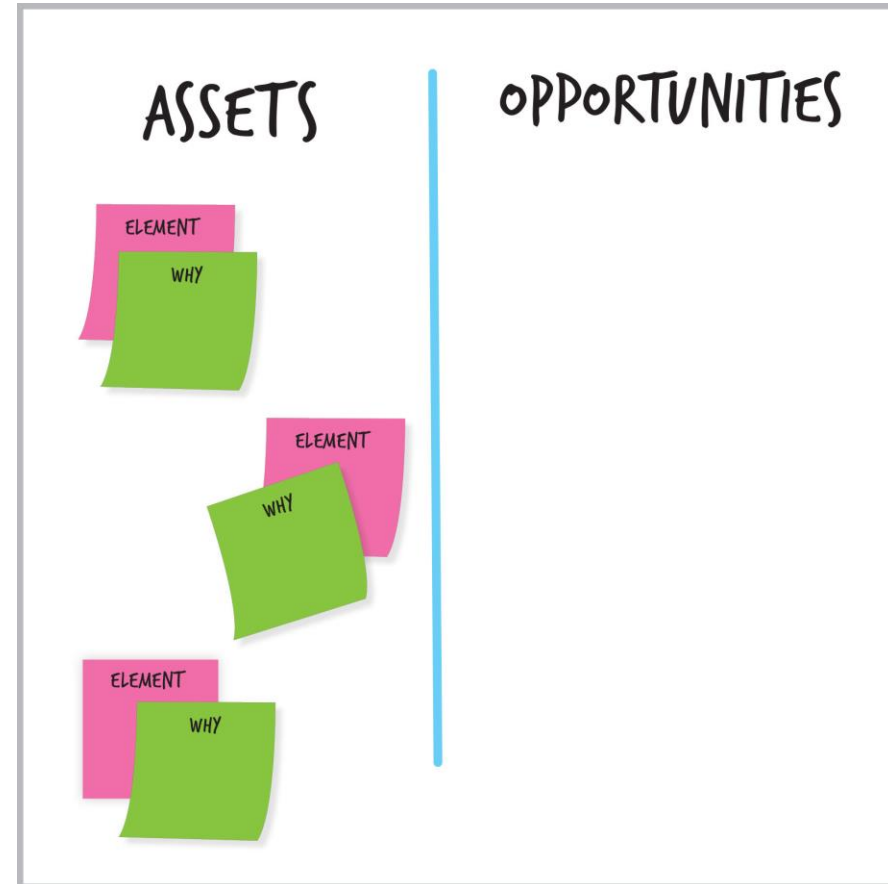 ASSETS
OPPORTUNITIES
ELEMENT
WHY
ELEMENT
WHY
ELEMENT
WHY